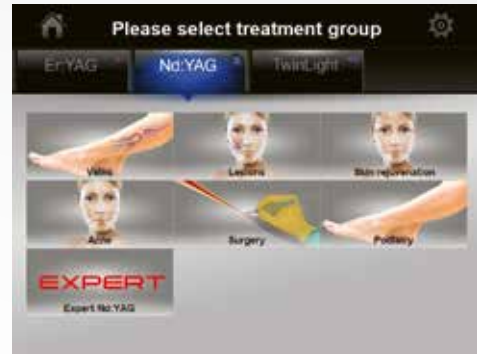 Please select treatment group
Er:YAG
Nd:YAG
TwinLight
Veins
Lesions
Skin rejuvenation
Acne
Surgery
Podiatry
EXPERT
Expert Nd:YAG